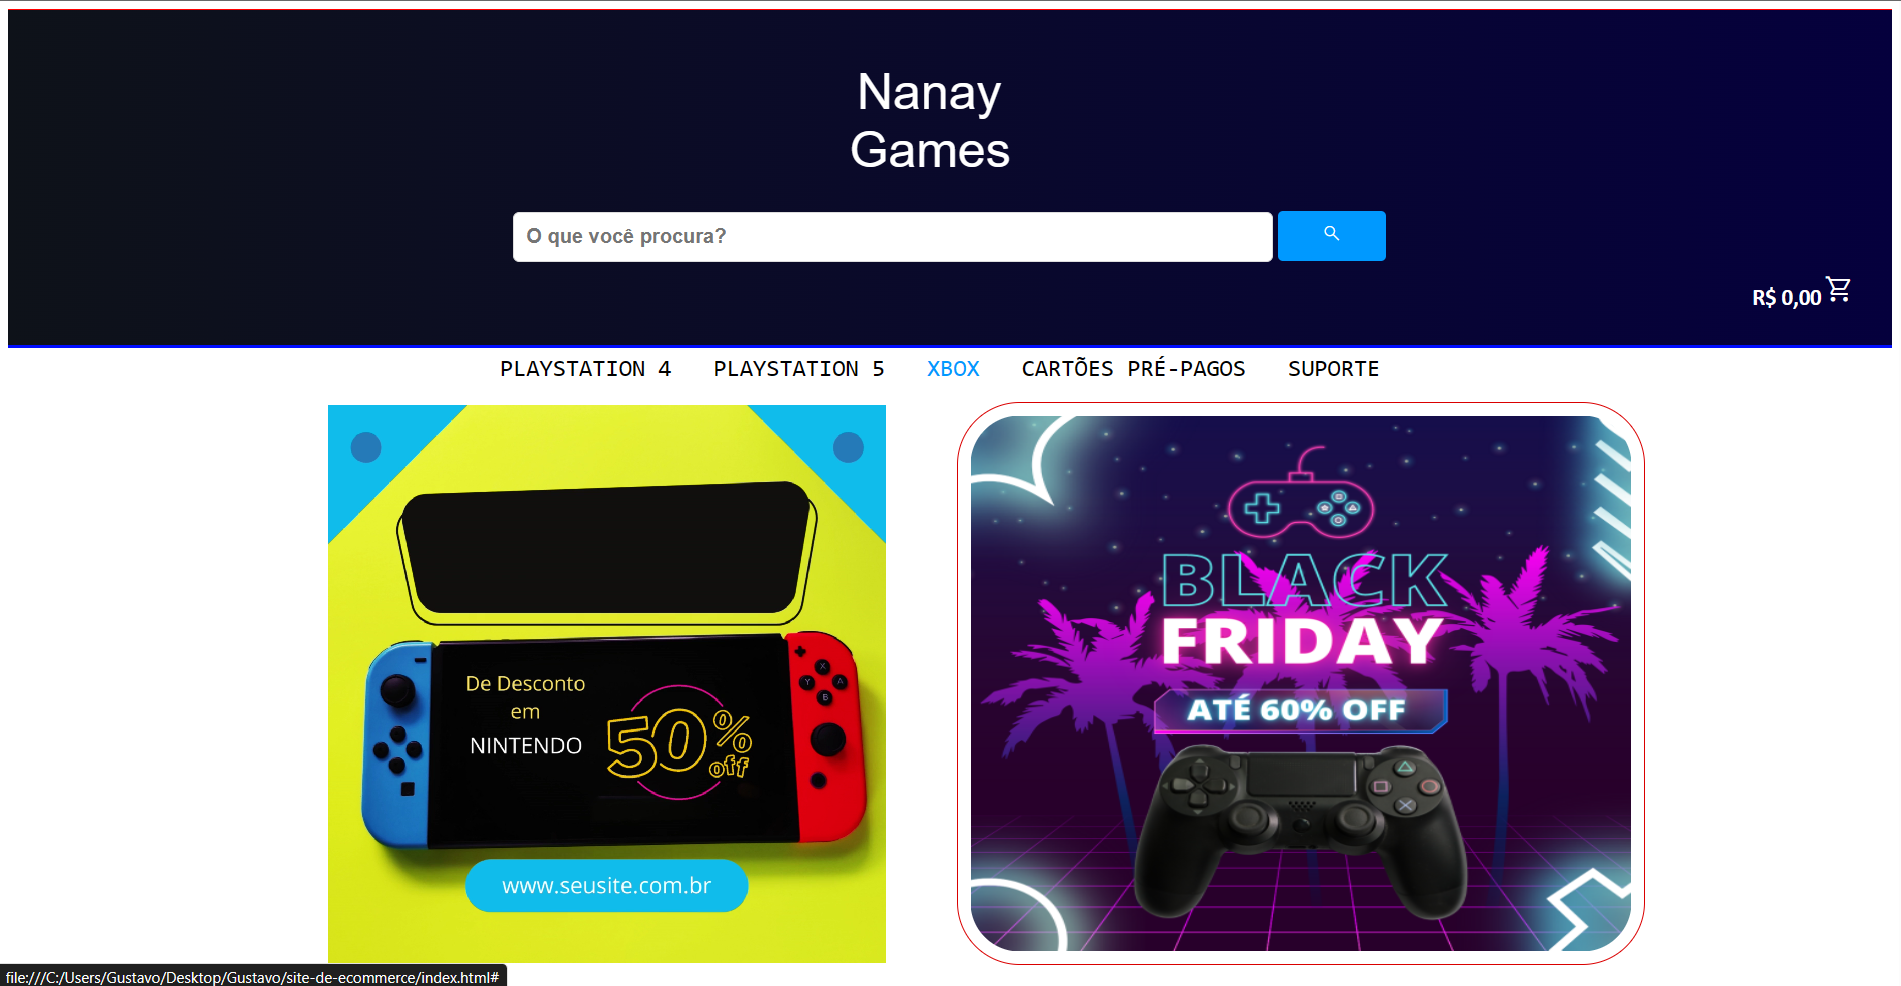 Nanay
Games
O que você procura?
R$ 0,00
PLAYSTATION 4 PLAYSTATION 5 XBOX CARTÕES PRÉ-PAGOS SUPORTE
De Desconto
em
NINTENDO
50%
off
X
Y A
B
www.seusite.com.br
BLACK
FRIDAY
ATÉ 60% OFF
file:///C:/Users/Gustavo/Desktop/Gustavo/site-de-ecommerce/index.html#